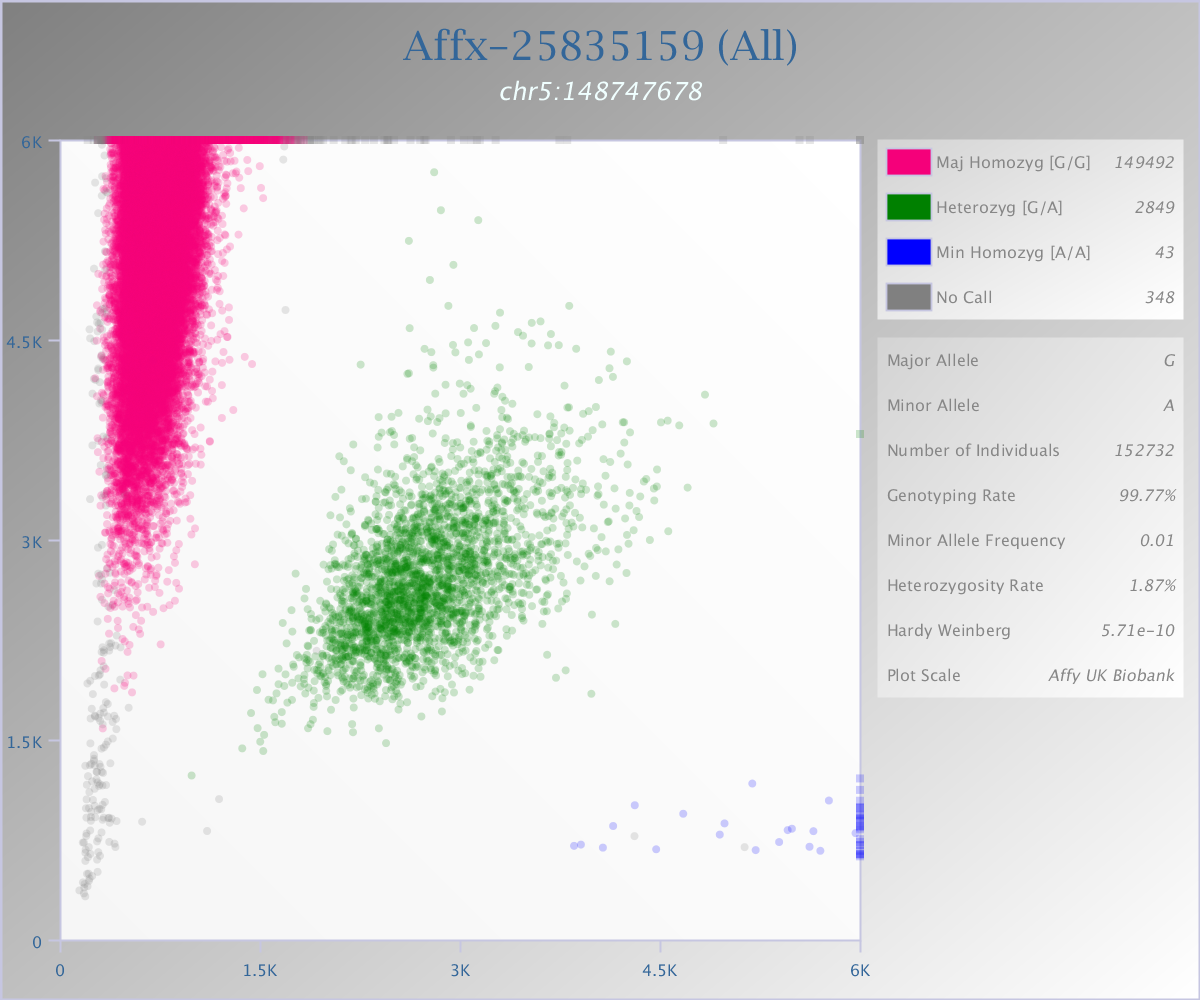 Affx-25835159 (All)
chr5:148747678
6K
4.5K
3K
1.5K
0
0 1.5K 3K 4.5K 6K
Maj Homozyg [G/G] 149492
Heterozyg [G/A] 2849
Min Homozyg [A/A] 43
No Call 348
Major Allele G
Minor Allele A
Number of Individuals 152732
Genotyping Rate 99.77%
Minor Allele Frequency 0.01
Heterozygosity Rate 1.87%
Hardy Weinberg 5.71e-10
Plot Scale Affy UK Biobank